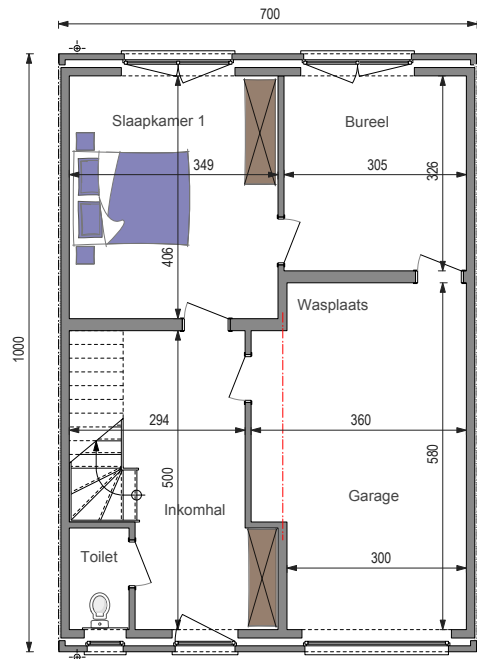 700
Slaapkamer 1
Bureel
349
305
326
406
Wasplaats
1000
294
360
500
580
Inkomhal
Garage
Toilet
300